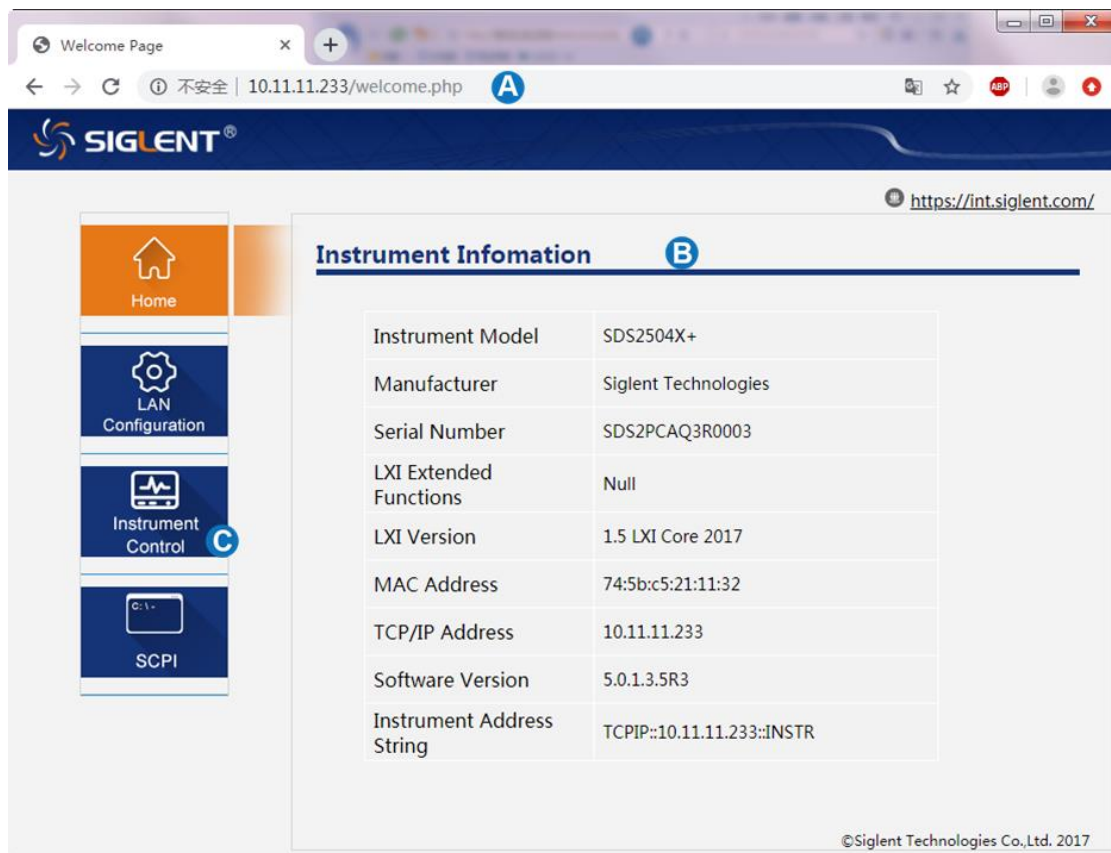 Welcome Page
不安全 | 10.11.11.233/welcome.php A
ABP
SIGLENT®
https://int.siglent.com/
Home
LAN
Configuration
Instrument
Control C
C:\-
SCPI
Instrument Infomation B
Instrument Model SDS2504X+
Manufacturer Siglent Technologies
Serial Number SDS2PCAQ3R0003
LXI Extended
Functions Null
LXI Version 1.5 LXI Core 2017
MAC Address 74:5b:c5:21:11:32
TCP/IP Address 10.11.11.233
Software Version 5.0.1.3.5R3
Instrument Address
String TCPIP::10.11.11.233::INSTR
©Siglent Technologies Co.,Ltd. 2017